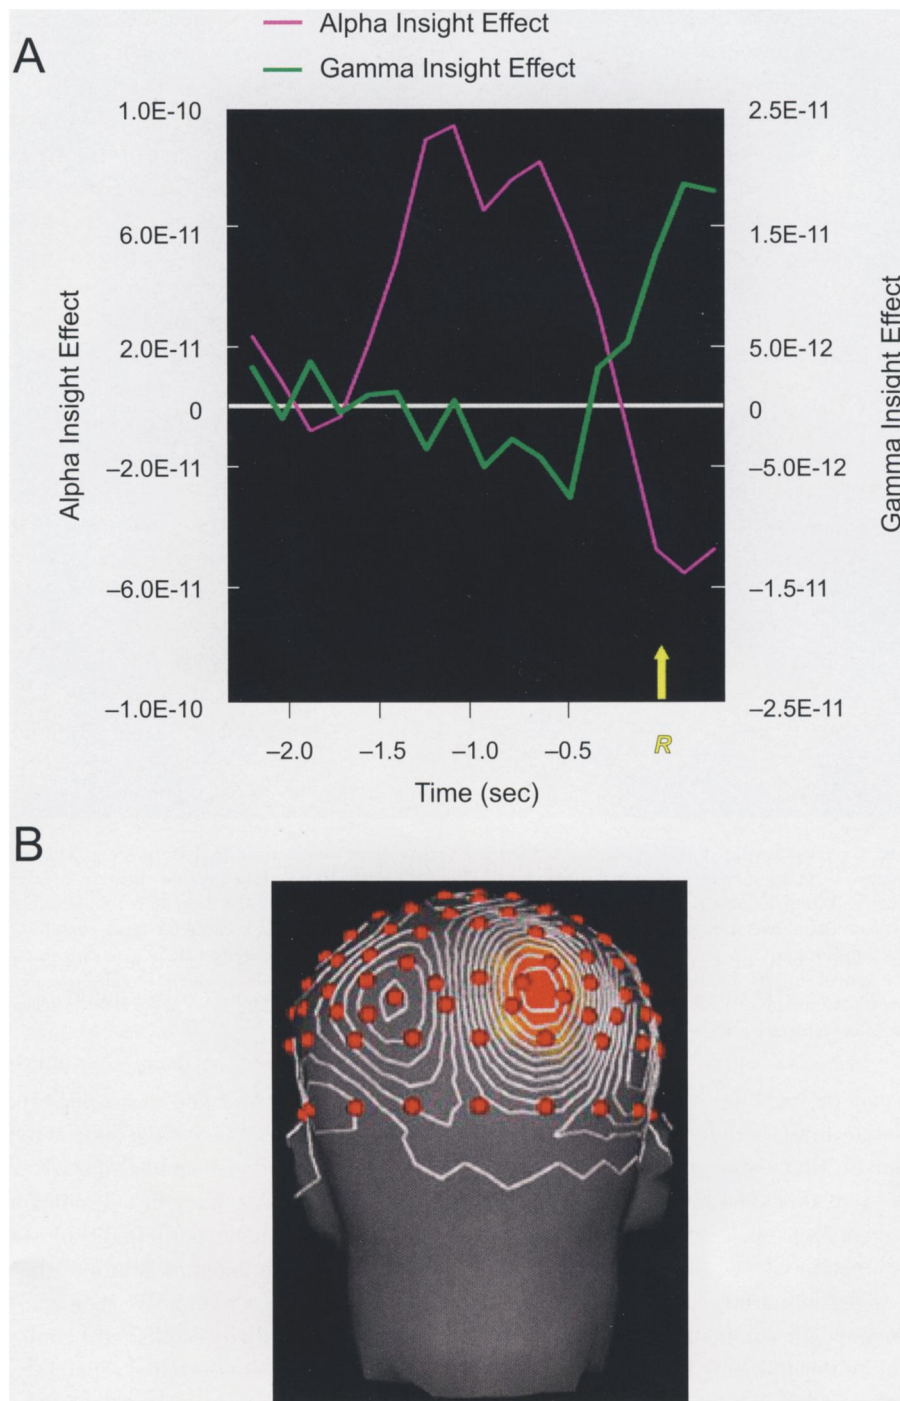 A
Alpha Insight Effect
Gamma Insight Effect
1.0E-10
6.0E-11
2.0E-11
0
–2.0E-11
–6.0E-11
–1.0E-10
Alpha Insight Effect
2.5E-11
1.5E-11
5.0E-12
0
–5.0E-12
–1.5-11
–2.5E-11
Gamma Insight Effect
–2.0 –1.5 –1.0 –0.5 R
Time (sec)
B